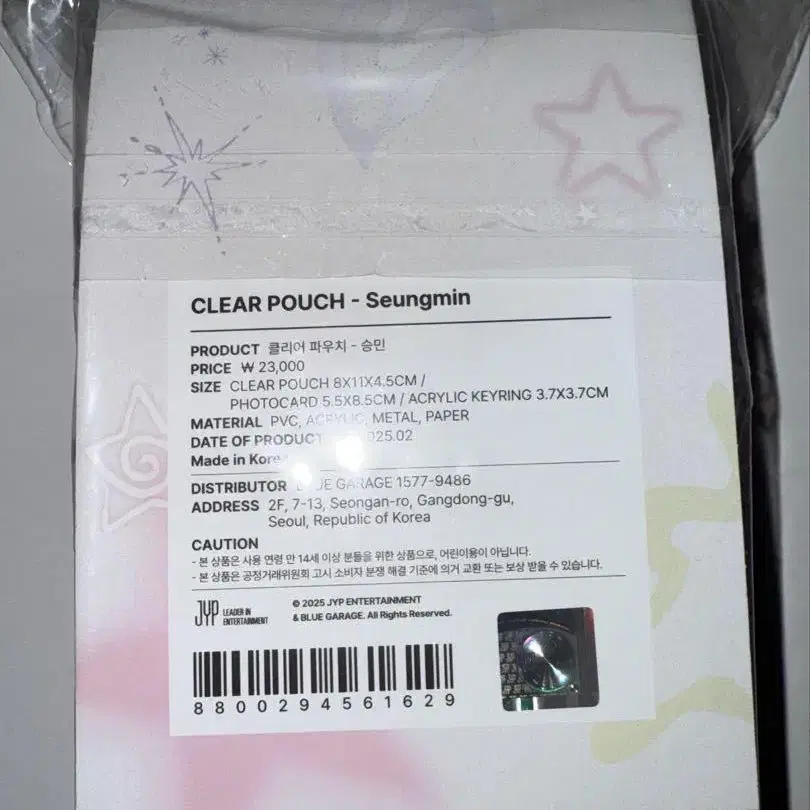 CLEAR POUCH - Seungmin
PRODUCT 클리어 파우치 - 승민
PRICE ₩ 23,000
SIZE CLEAR POUCH 8X11X4.5CM /
PHOTOCARD 5.5X8.5CM / ACRYLIC KEYRING 3.7X3.7CM
MATERIAL PVC, ACRYLIC, METAL, PAPER
DATE OF PRODUCT
Made in
DISTRIBUTOR BLUE GARAGE 1577-9486
ADDRESS 2F, 7-13, Seongan-ro, Gangdong-gu,
Seoul, Republic of Korea
CAUTION
- 본 상품은 사용 연령 만 14세 이상 분들을 위한 상품으로, 어린이용이 아닙니다.
- 본 상품은 공정거래위원회 고시 소비자 분쟁 해결 기준에 의거 교환 또는 보상 받을 수 있습니다.
JYP LEADER IN
ENTERTAINMENT
© 2025 JYP ENTERTAINMENT
& BLUE GARAGE. All Rights Reserved.
8800294561629